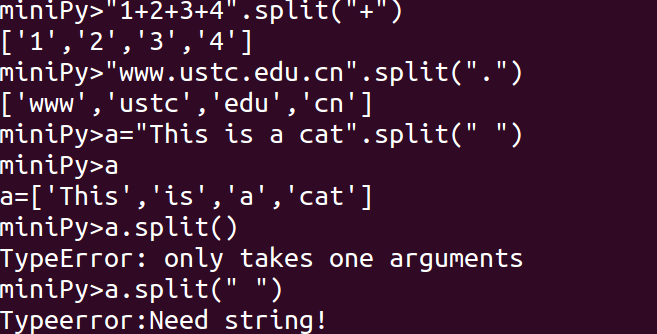 miniPy>"1+2+3+4".split("+")
['1','2','3','4']
miniPy>"www.ustc.edu.cn".split(".")
['www','ustc','edu','cn']
miniPy>a="This is a cat".split(" ")
miniPy>a
a=['This','is','a','cat']
miniPy>a.split()
TypeError: only takes one arguments
miniPy>a.split(" ")
Typeerror:Need string!